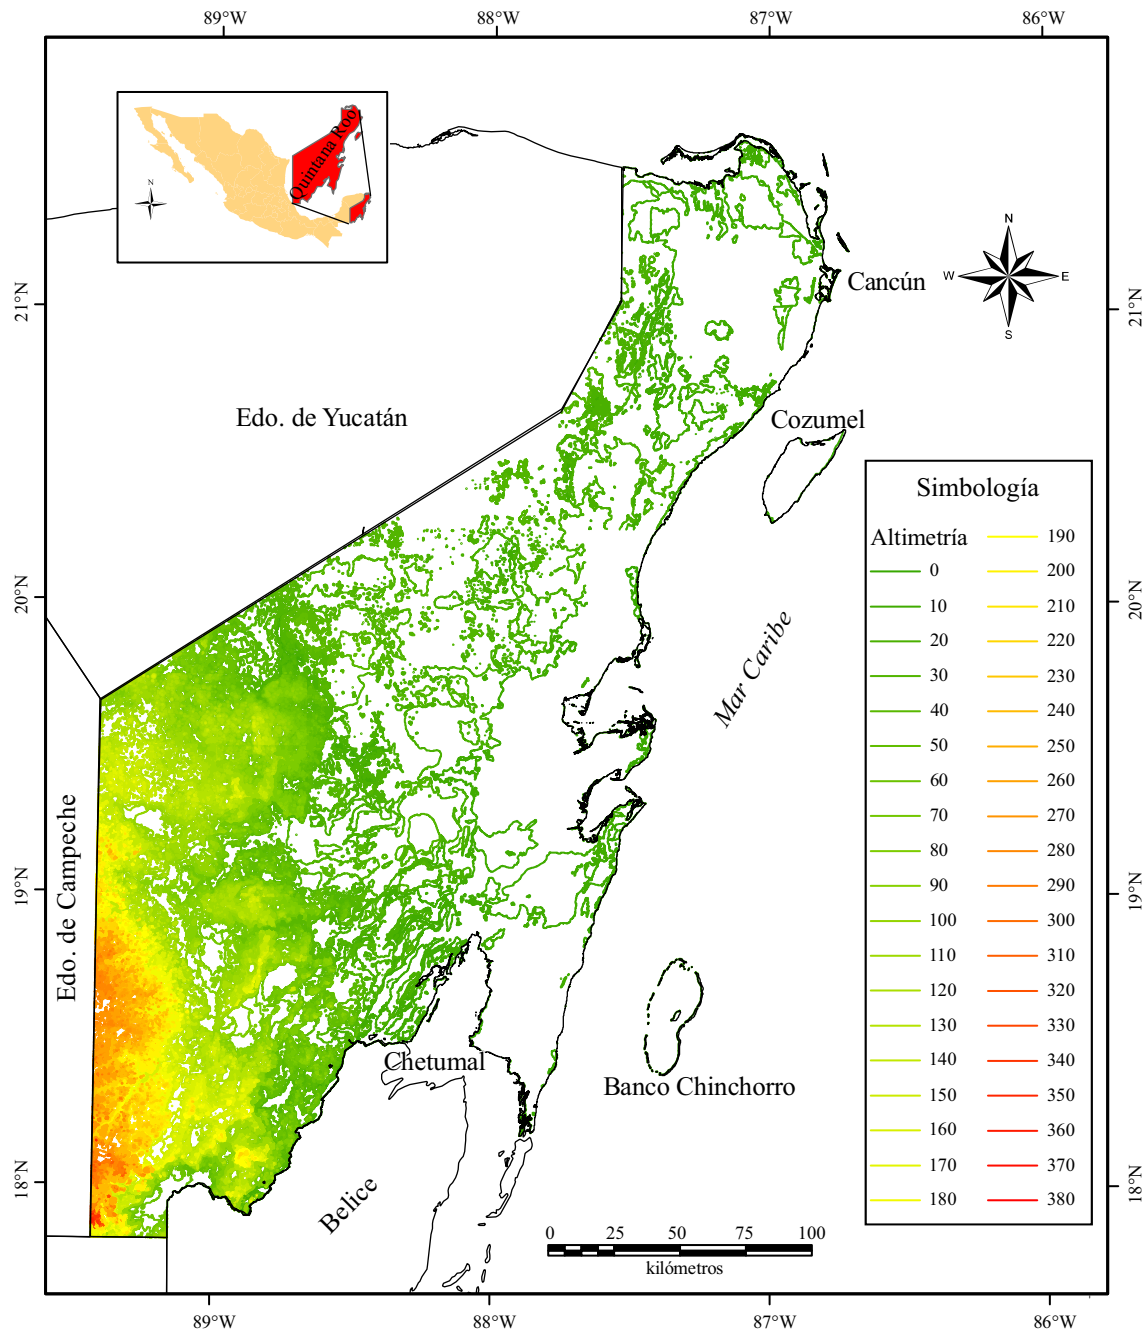 89°W
88°W
87°W
86°W
N
Quintana Roo
N
W
E
S
21°N
21°N
Cancún
Edo. de Yucatán
Cozumel
Simbología
Altimetría
0
10
20
30
40
50
60
70
80
90
100
110
120
130
140
150
160
170
180
190
200
210
220
230
240
250
260
270
280
290
300
310
320
330
340
350
360
370
380
20°N
20°N
Mar Caribe
Edo. de Campeche
19°N
19°N
Chetumal
Banco Chinchorro
18°N
18°N
Belice
0 25 50 75 100
kilómetros
89°W
88°W
87°W
86°W